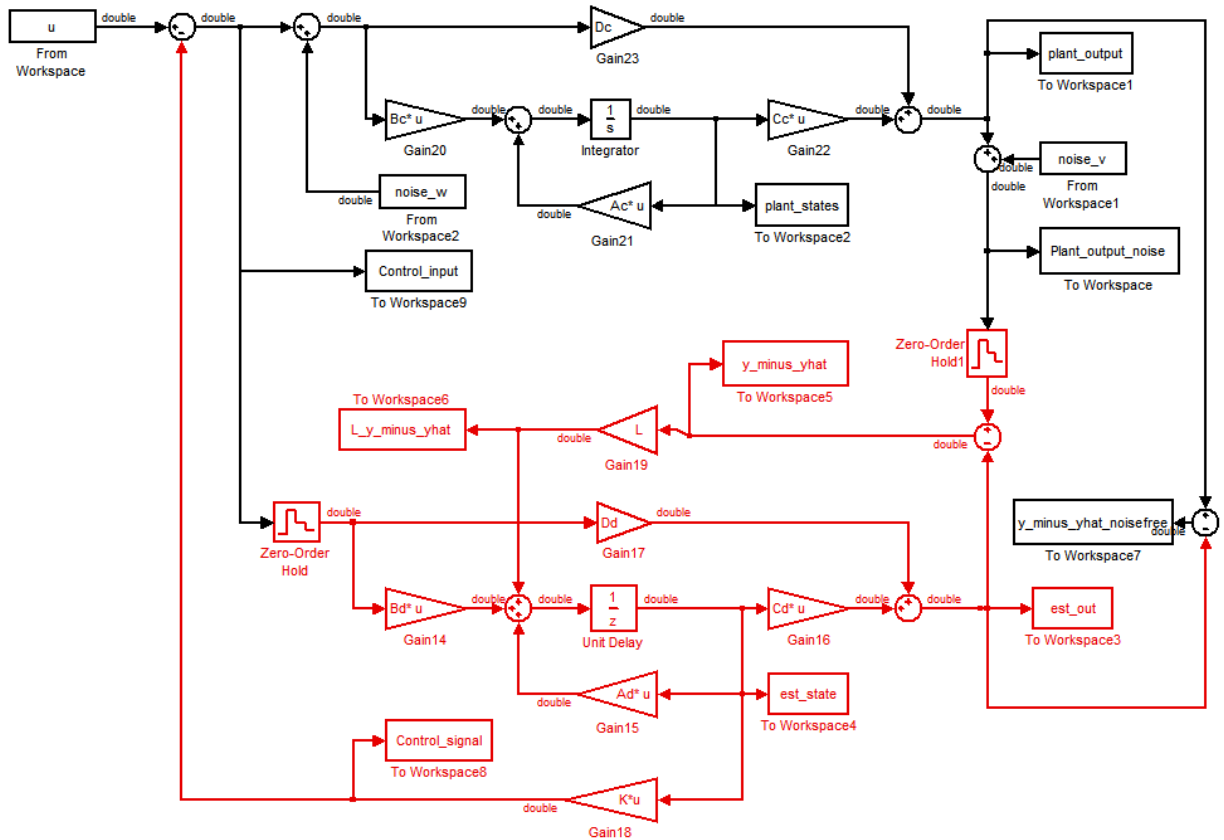 u
From
Workspace
double
double
double
double
Dc
double
Gain23
plant_output
To Workspace1
double
Bc* u
Gain20
double
double
1
s
Integrator
double
double
Cc* u
Gain22
double
double
noise_v
From
Workspace1
double
double
noise_w
double
From
Workspace2
double
Ac* u
Gain21
plant_states
To Workspace2
Control_input
To Workspace9
Plant_output_noise
To Workspace
Zero-Order
Hold1
double
y_minus_yhat
To Workspace5
To Workspace6
L_y_minus_yhat
double
L
Gain19
double
Zero-Order
Hold
double
Dd
double
Gain17
y_minus_yhat_noisefree
double
To Workspace7
Bd* u
Gain14
double
double
1
z
Unit Delay
double
double
Cd* u
Gain16
double
double
est_out
To Workspace3
double
Ad* u
Gain15
est_state
To Workspace4
Control_signal
To Workspace8
double
K*u
Gain18